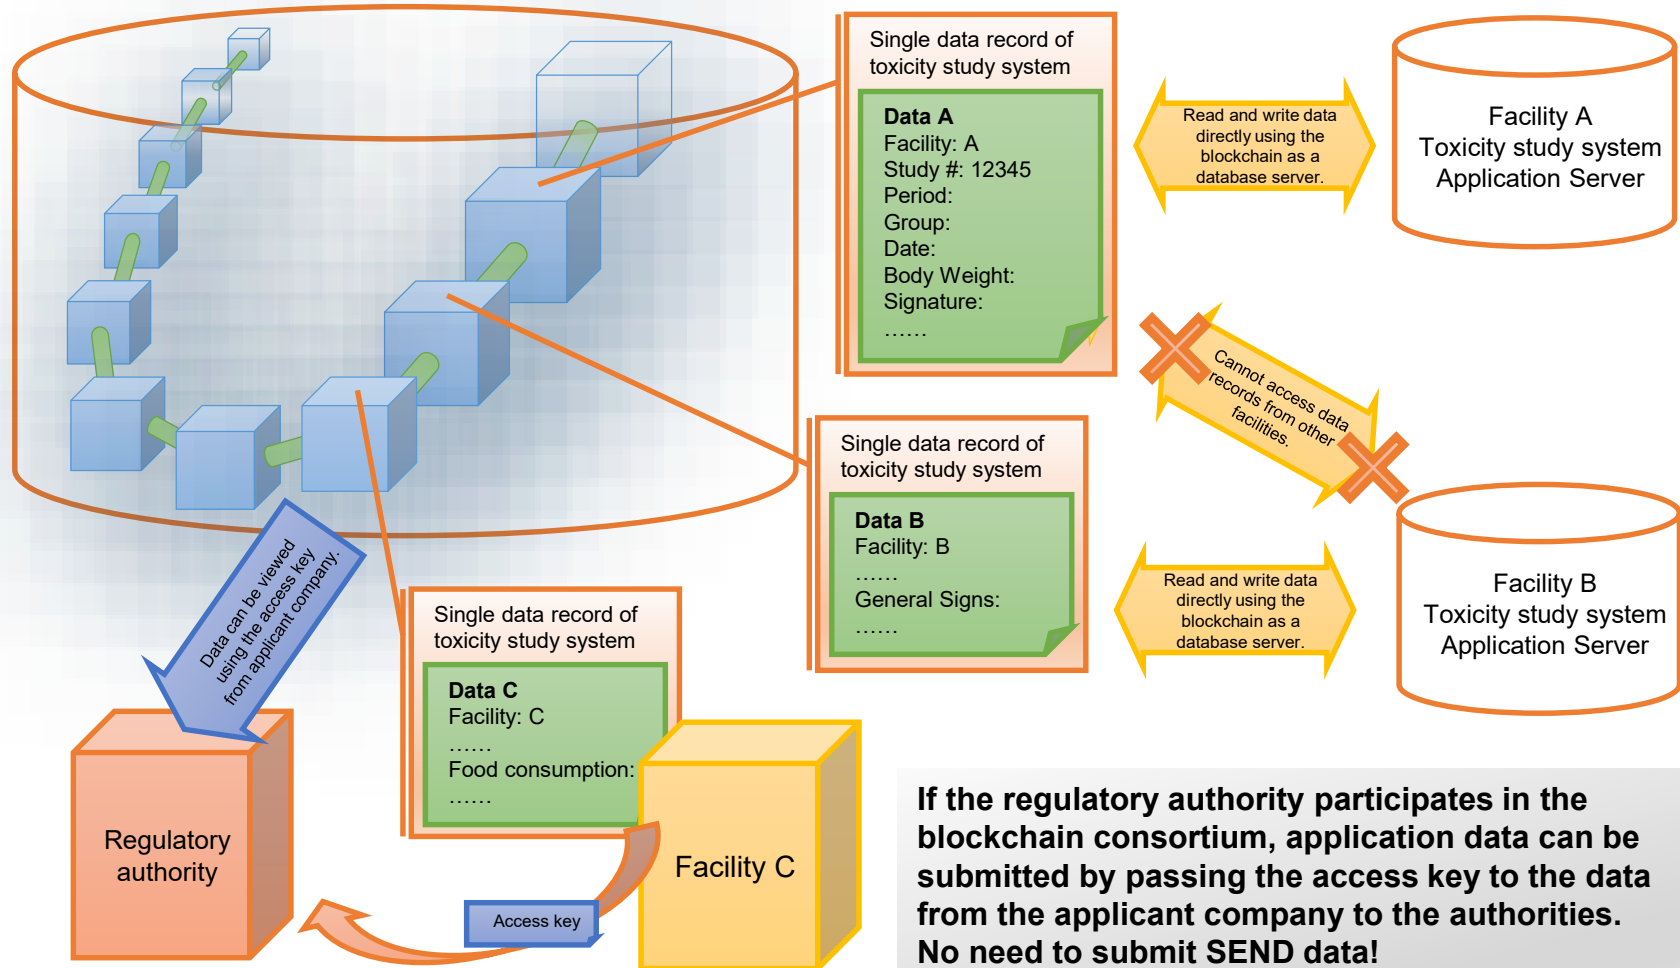 Single data record of
toxicity study system
Data A
Facility: A
Study #: 12345
Period:
Group:
Date:
Body Weight:
Signature:
……
Read and write data
directly using the
blockchain as a
database server.
Facility A
Toxicity study system
Application Server
Cannot access data
records from other
facilities.
Single data record of
toxicity study system
Data B
Facility: B
……
General Signs:
……
Read and write data
directly using the
blockchain as a
database server.
Facility B
Toxicity study system
Application Server
Data can be viewed
using the access key
from applicant company.
Single data record of
toxicity study system
Data C
Facility: C
……
Food consumption:
……
Regulatory
authority
Access key
Facility C
If the regulatory authority participates in the
blockchain consortium, application data can be
submitted by passing the access key to the data
from the applicant company to the authorities.
No need to submit SEND data!